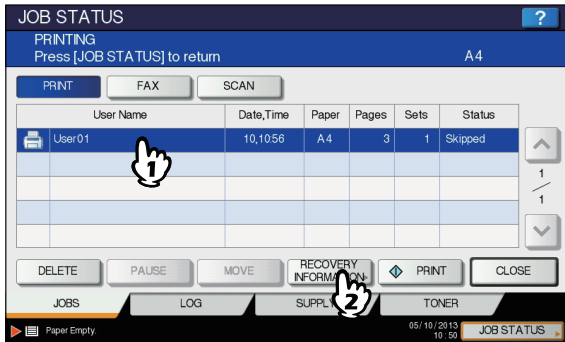 JOB STATUS ?
PRINTING
Press [JOB STATUS] to return A4
PRINT FAX SCAN
User Name Date,Time Paper Pages Sets Status
User01 10,10:56 A4 3 1 Skipped
1
1
1
DELETE PAUSE MOVE RECOVERY PRINT CLOSE
2
JOBS LOG TONER
Paper Empty. 05/10/2013
10:50 JOB STATUS